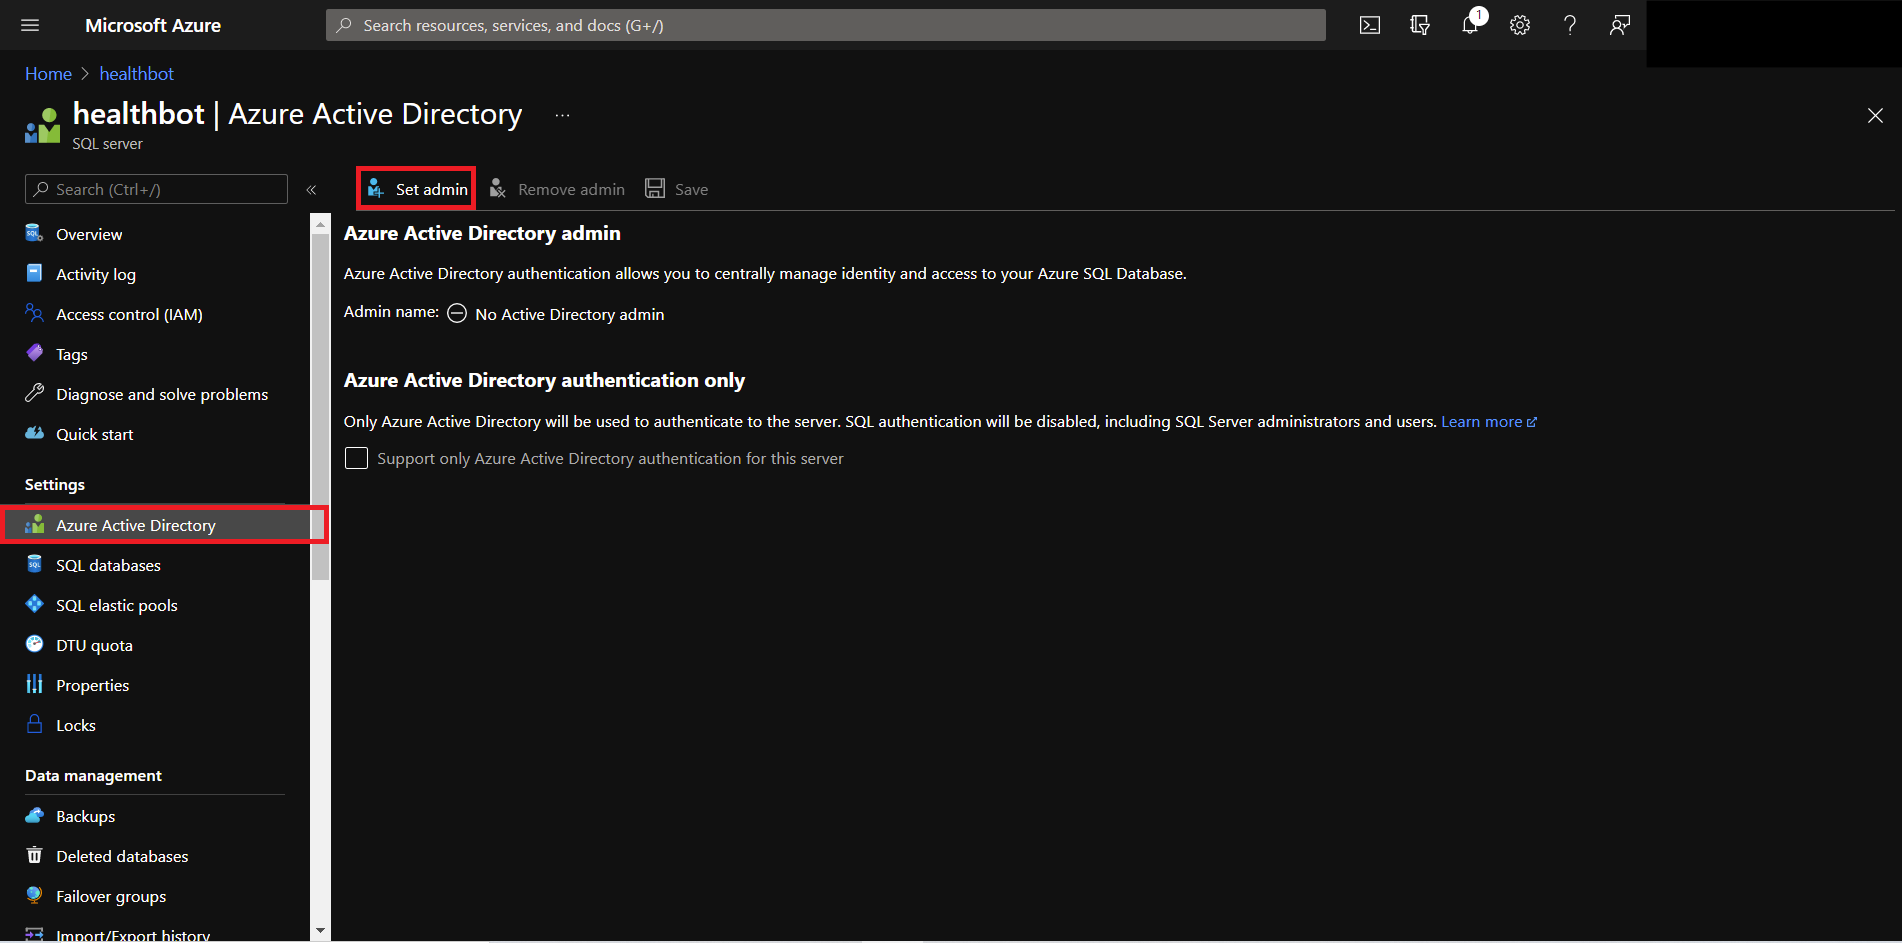 Microsoft Azure
Search resources, services, and docs (G+/)
1
Home > healthbot
healthbot | Azure Active Directory ...
SQL server
Search (Ctrl+/)
«
Set admin
Remove admin
Save
Overview
Activity log
Access control (IAM)
Tags
Diagnose and solve problems
Quick start
Settings
Azure Active Directory
SQL databases
SQL elastic pools
DTU quota
Properties
Locks
Data management
Backups
Deleted databases
Failover groups
Import/Export history
Azure Active Directory admin
Azure Active Directory authentication allows you to centrally manage identity and access to your Azure SQL Database.
Admin name: No Active Directory admin
Azure Active Directory authentication only
Only Azure Active Directory will be used to authenticate to the server. SQL authentication will be disabled, including SQL Server administrators and users. Learn more
Support only Azure Active Directory authentication for this server